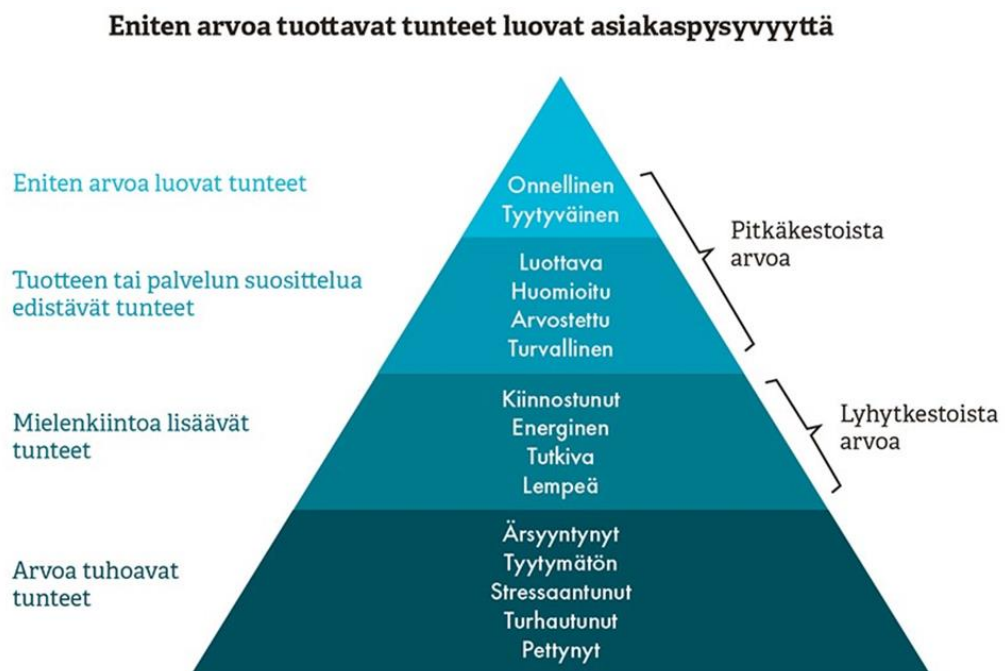 Eniten arvoa tuottavat tunteet luovat asiakaspysyvyyttä
Eniten arvoa luovat tunteet
Onnellinen
Tyytyväinen
Pitkäkestoista
arvoa
Tuotteen tai palvelun suosittelua
edistävät tunteet
Luottava
Huomioitu
Arvostettu
Turvallinen
Mielenkiintoa lisäävät
tunteet
Kiinnostunut
Energinen
Tutkiva
Lempeä
Lyhytkestoista
arvoa
Arvoa tuhoavat
tunteet
Ärsyyntynyt
Tyytymätön
Stressaantunut
Turhautunut
Pettynyt